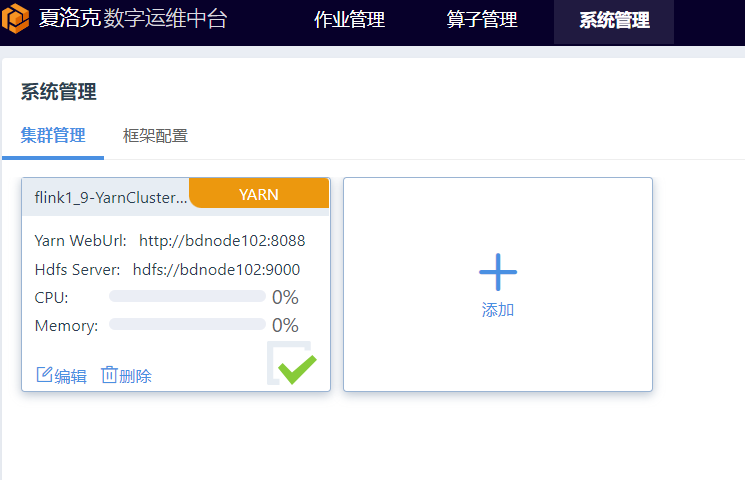 夏洛克数字运维中台 作业管理 算子管理 系统管理
系统管理
集群管理 框架配置
flink1_9-YarnCluster... YARN
Yarn WebUrl: http://bdnode102:8088
Hdfs Server: hdfs://bdnode102:9000
CPU: 0%
Memory: 0%
编辑 删除
添加